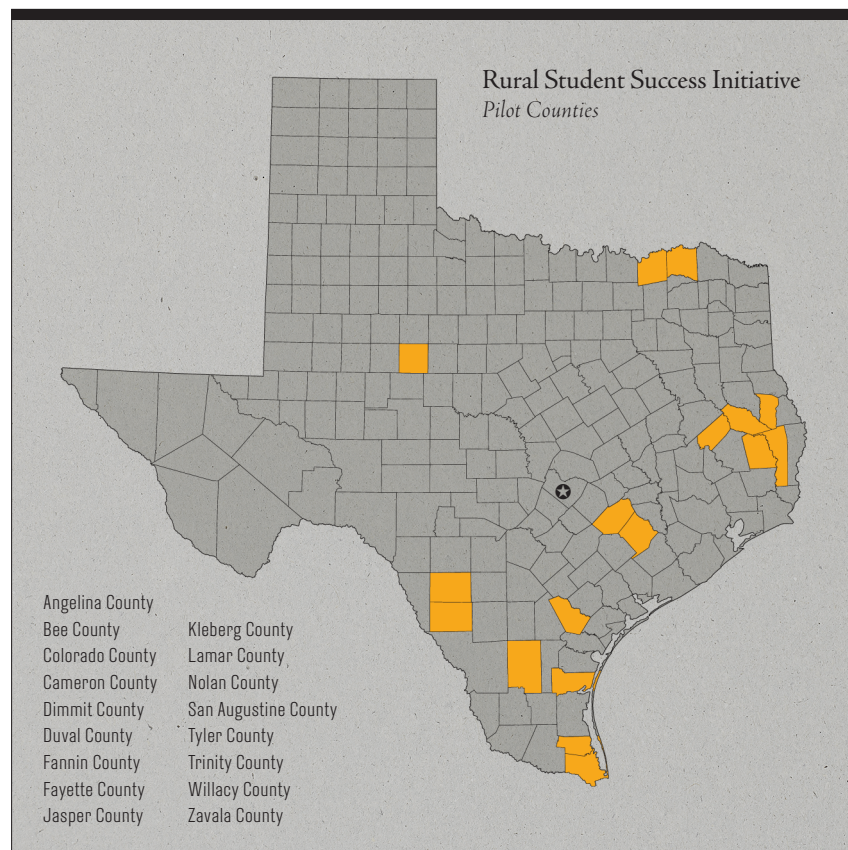 Rural Student Success Initiative
Pilot Counties
Angelina County
Bee County
Colorado County
Cameron County
Dimmit County
Duval County
Fannin County
Fayette County
Jasper County
Kleberg County
Lamar County
Nolan County
San Augustine County
Tyler County
Trinity County
Willacy County
Zavala County